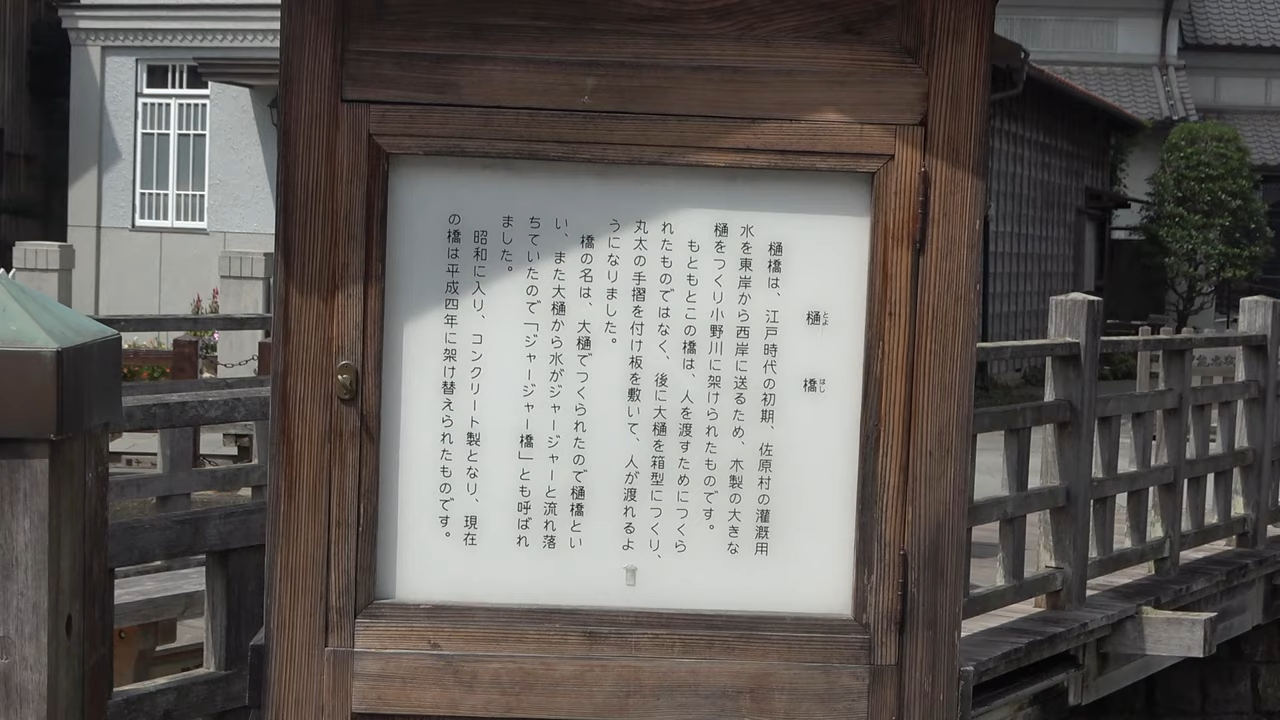 樋橋
とよ はし
樋橋は、江戸時代の初期、佐原村の灌漑用
水を東岸から西岸に送るため、木製の大きな
樋をつくり小野川に架けられたものです。
もともとこの橋は、人を渡すためにつくら
れたものではなく、後に大樋を箱型につくり、
丸太の手摺を付け板を敷いて、人が渡れるよ
うになりました。
橋の名は、大樋でつくられたので樋橋とい
い、また大樋から水がジャージャーと流れ落
ちていたので「ジャージャー橋」とも呼ばれ
ました。
昭和に入り、コンクリート製となり、現在
の橋は平成四年に架け替えられたものです。